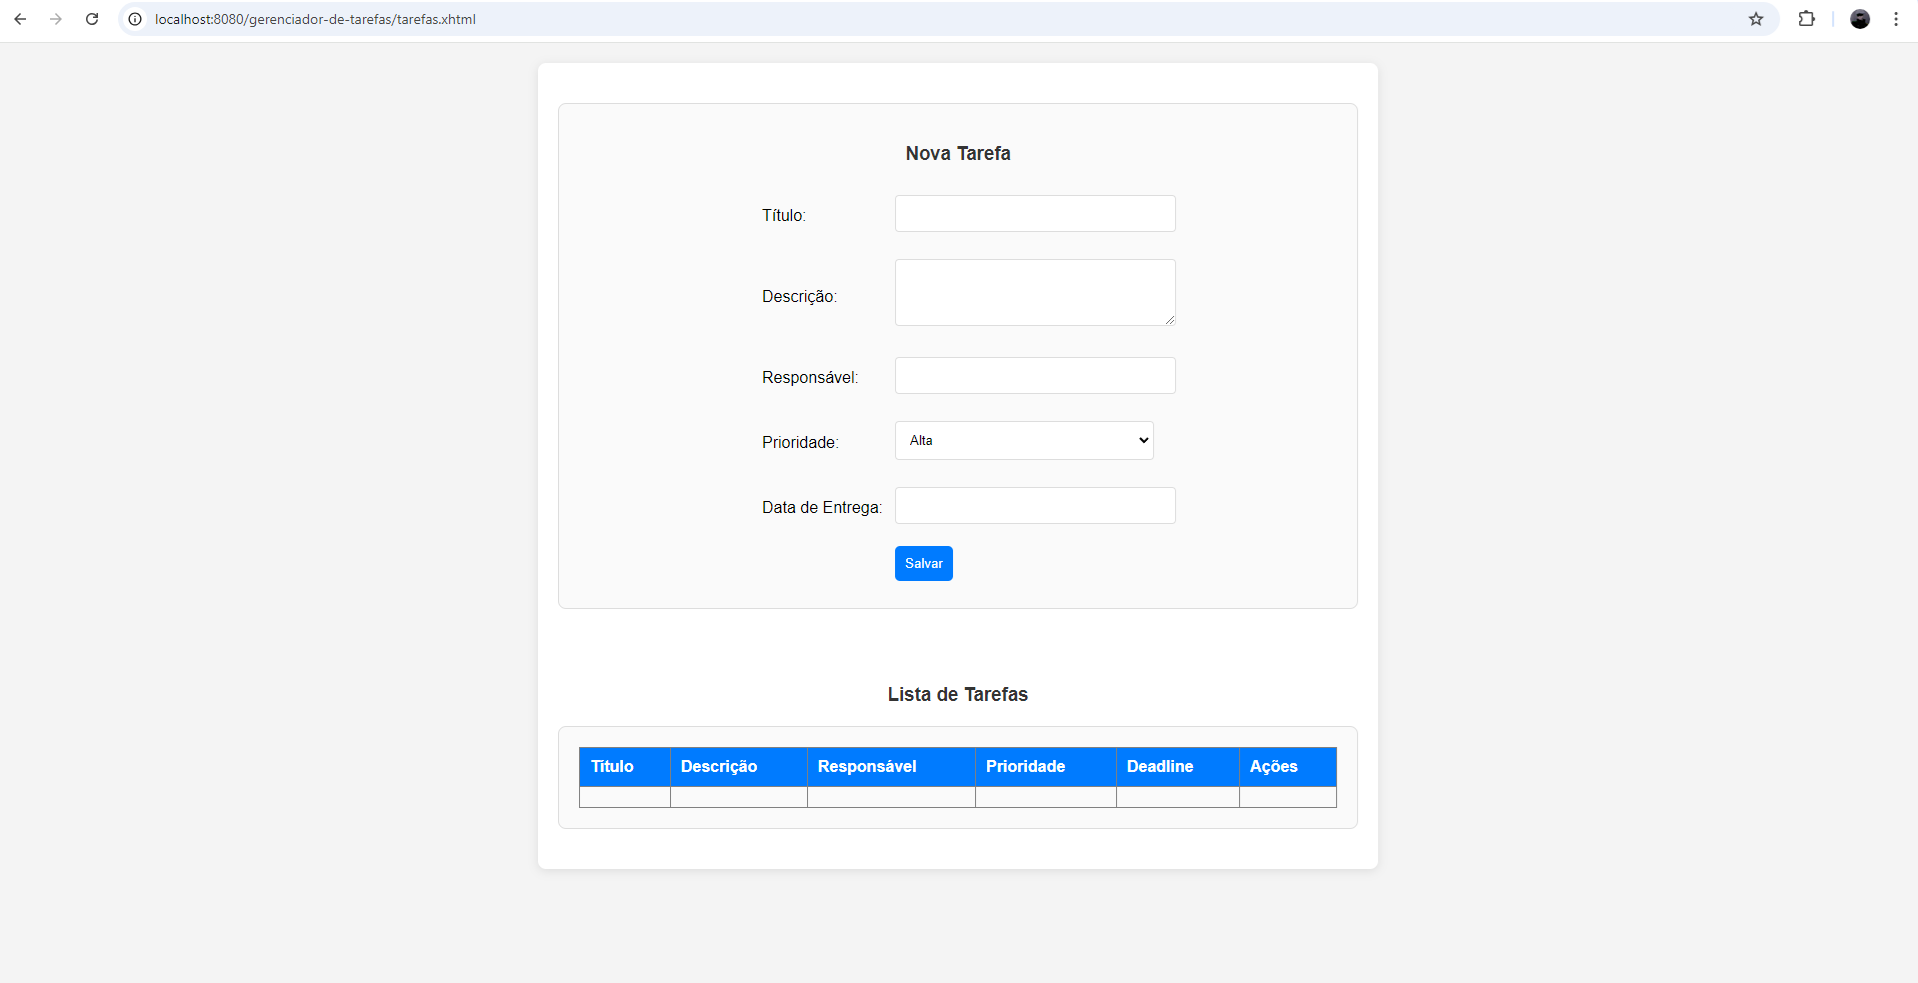 localhost:8080/gerenciador-de-tarefas/tarefas.xhtml
Nova Tarefa
Título:
Descrição:
Responsável:
Prioridade: Alta
Data de Entrega:
Salvar
Lista de Tarefas
Título Descrição Responsável Prioridade Deadline Ações